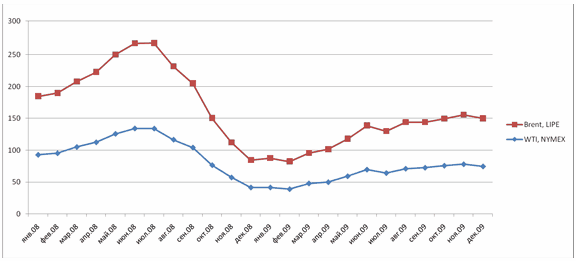 300
250
200
150
100
50
0
янв.08 фев.08 мар.08 апр.08 май.08 июн.08 июл.08 авг.08 сен.08 окт.08 ноя.08 дек.08 янв.09 фев.09 мар.09 апр.09 май.09 июн.09 июл.09 авг.09 сен.09 окт.09 ноя.09 дек.09
Brent, LIPE
WTI, NYMEX